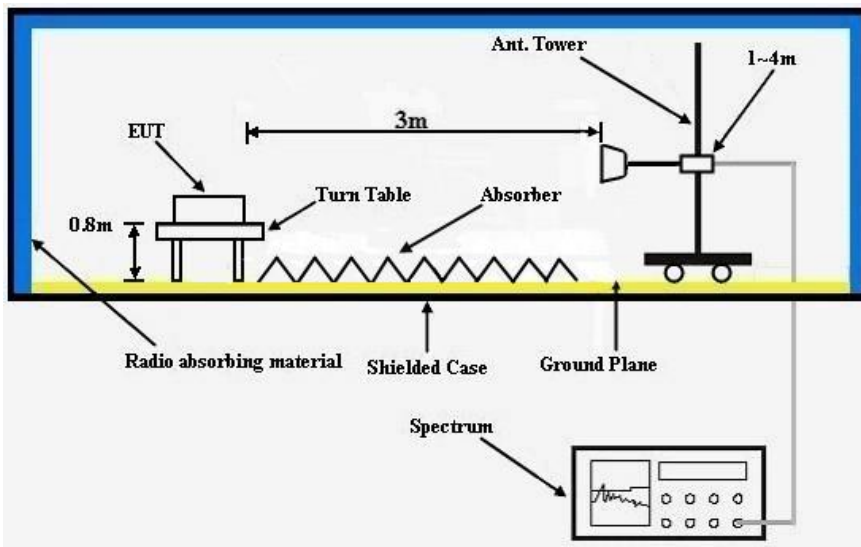 Ant. Tower
1~4m
3m
EUT
Turn Table
Absorber
0.8m
Radio absorbing material
Shielded Case
Ground Plane
Spectrum